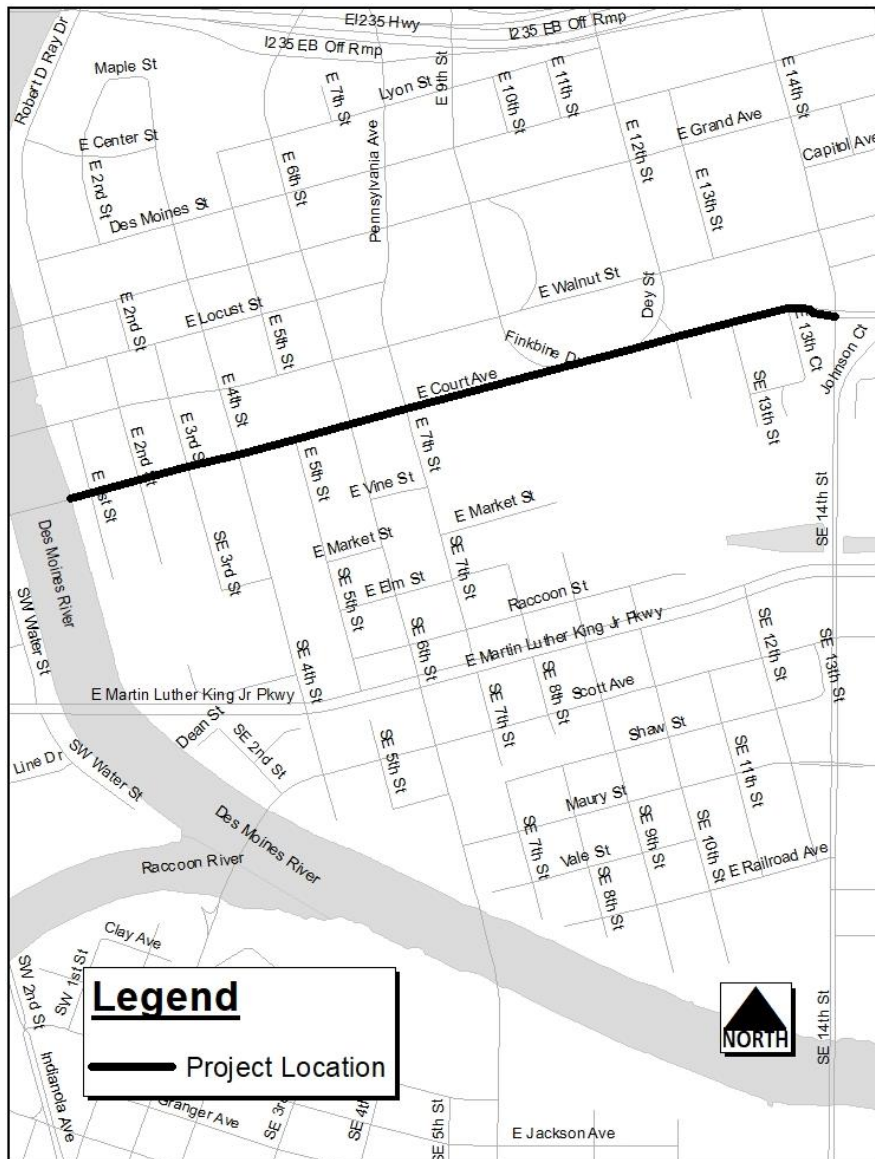 EI235 Hwy
I235 EB Off Rmp
I235 EB Off Rmp
Robert D Ray Dr
Maple St
E 7th St
Lyon St
E 9th St
E 10th St
E 11th St
E 14th St
E Center St
E 2nd St
E 6th St
Pennsylvania Ave
E 12th St
E Grand Ave
Capitol Ave
E 13th St
Des Moines St
E Walnut St
Dey St
E 2nd St
E Locust St
E 5th St
Finkbine
E 13th Ct
Johnson Ct
E 4th St
E Court Ave
SE 13th St
E 3rd St
E 2nd St
E 7th St
E 5th St
E Vine St
SE 14th St
E Market St
E Market St
Des Moines River
SE 3rd St
SE 5th St
E Elm St
SE 7th St
Raccoon St
SW Water St
SE 4th St
SE 6th St
E Martin Luther King Jr Pkwy
SE 12th St
SE 13th St
E Martin Luther King Jr Pkwy
SE 8th St
Scott Ave
SE 7th St
Dean St
SE 2nd St
SE 5th St
Shaw St
SE 11th St
Line Dr
SW Water St
Maury St
Des Moines River
SE 7th St
Vale St
SE 9th St
SE 10th St
E Railroad Ave
SE 8th St
Raccoon River
Clay Ave
SW 1st St
SW 2nd St
Legend
Project Location
NORTH
SE 14th St
Indianola Ave
Granger Ave
SE 4th
SE 5th St
E Jackson Ave